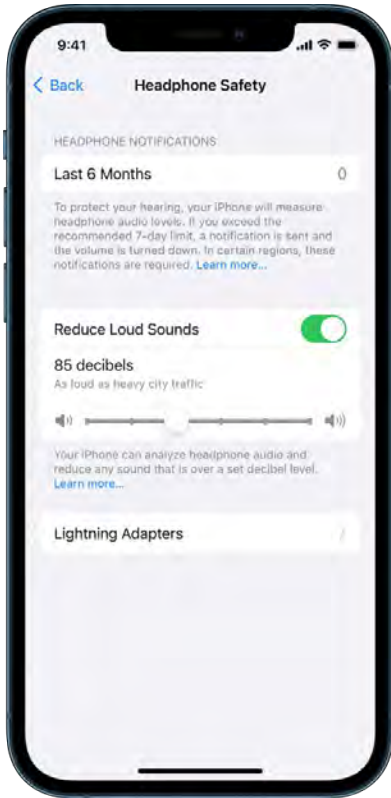 9:41
Back
Headphone Safety
HEADPHONE NOTIFICATIONS
Last 6 Months 0
To protect your hearing, your iPhone will measure
headphone audio levels. If you exceed the
recommended 7-day limit, a notification is sent and
the volume is turned down. In certain regions, these
notifications are required. Learn more...
Reduce Loud Sounds
85 decibels
As loud as heavy city traffic
Your iPhone can analyze headphone audio and
reduce any sound that is over a set decibel level.
Learn more...
Lightning Adapters